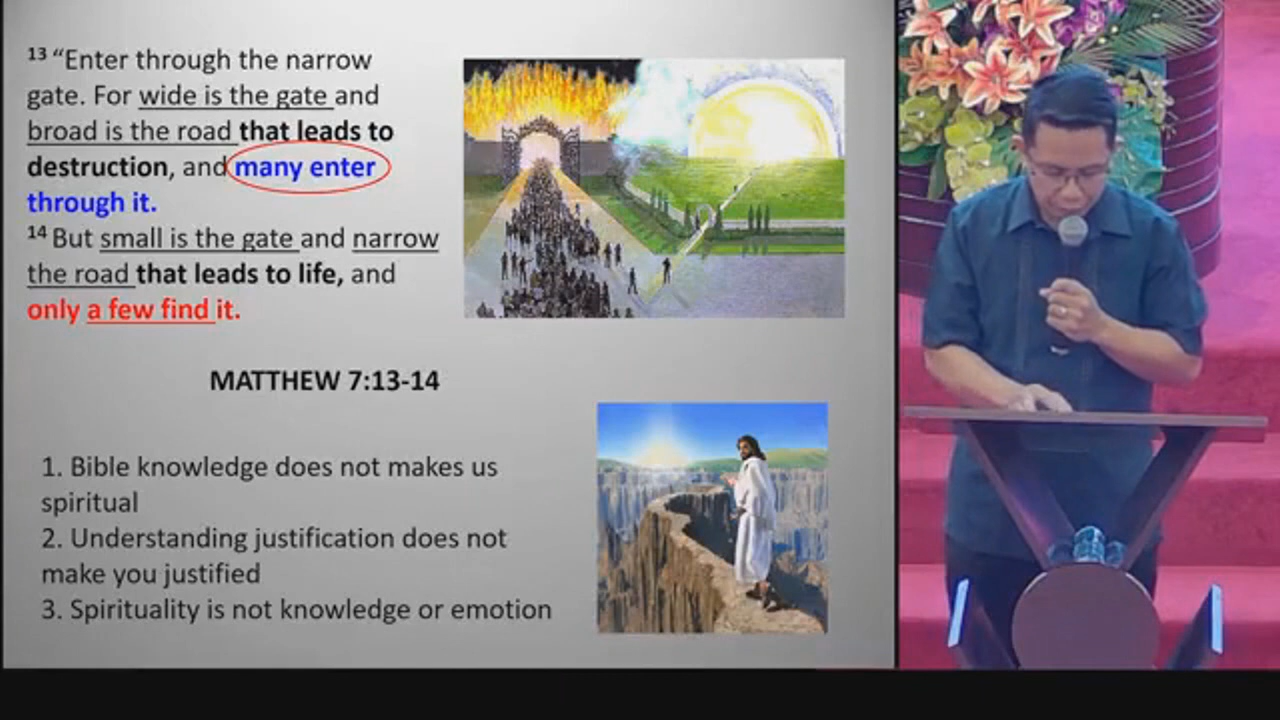 13 “Enter through the narrow
gate. For wide is the gate and
broad is the road that leads to
destruction, and many enter
through it.
14 But small is the gate and narrow
the road that leads to life, and
only a few find it.
MATTHEW 7:13-14
1. Bible knowledge does not makes us
spiritual
2. Understanding justification does not
make you justified
3. Spirituality is not knowledge or emotion